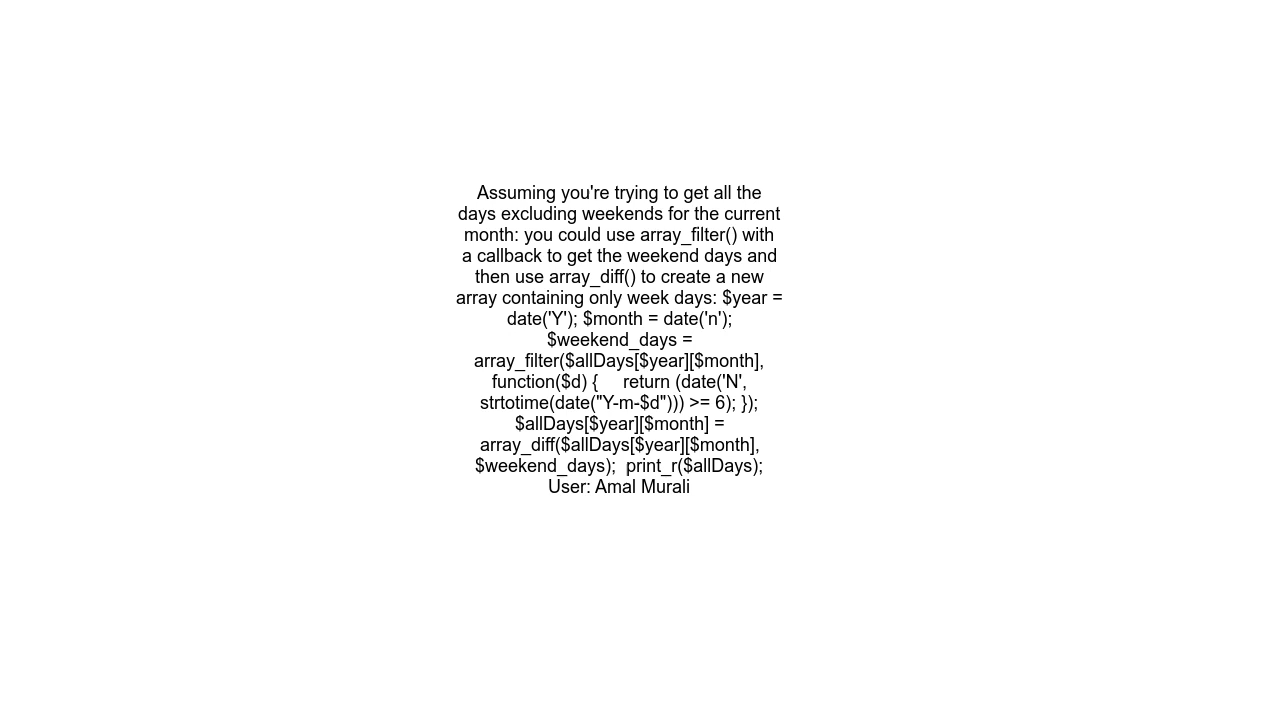 Assuming you're trying to get all the
days excluding weekends for the current
month: you could use array_filter() with
a callback to get the weekend days and
then use array_diff() to create a new
array containing only week days: $year =
date('Y'); $month = date('n');
$weekend_days =
array_filter($allDays[$year][$month],
function($d) {     return (date('N',
strtotime(date("Y-m-$d"))) >= 6); });
$allDays[$year][$month] =
array_diff($allDays[$year][$month],
$weekend_days);  print_r($allDays);
User: Amal Murali